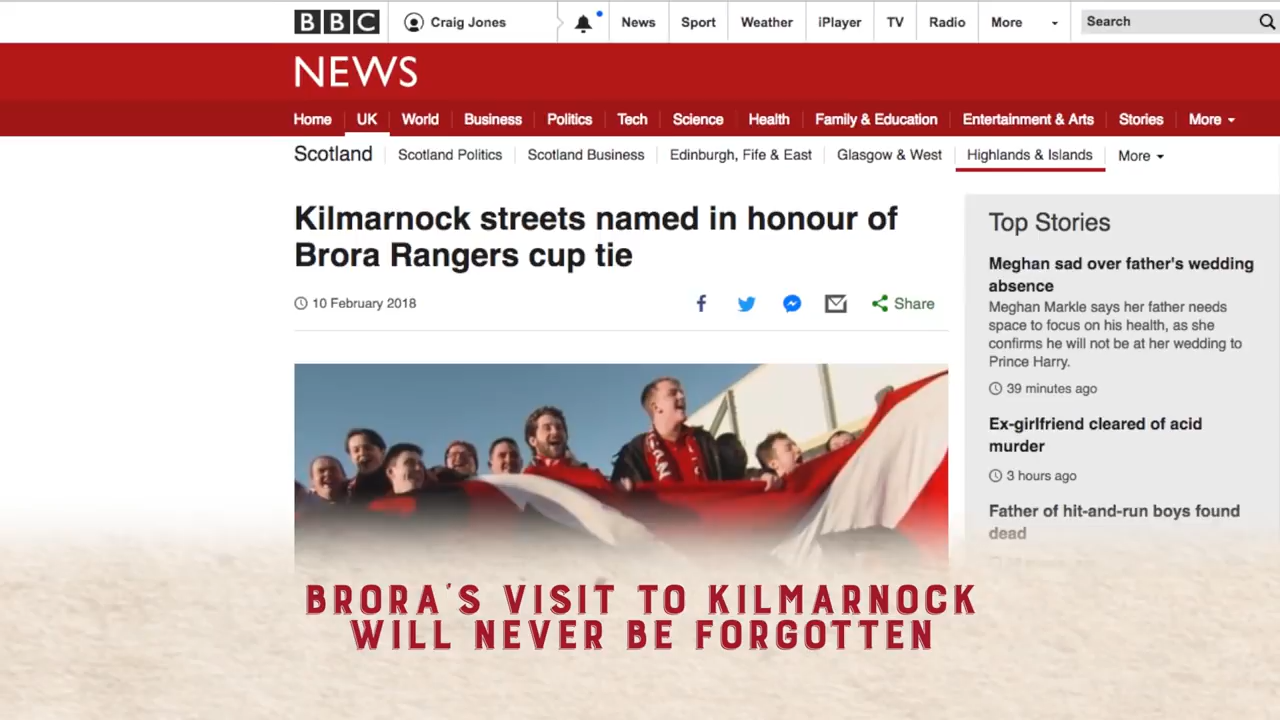 BBC
Craig Jones
News
Sport
Weather
iPlayer
TV
Radio
More
Search
NEWS
Home
UK
World
Business
Politics
Tech
Science
Health
Family & Education
Entertainment & Arts
Stories
More
Scotland
Scotland Politics
Scotland Business
Edinburgh, Fife & East
Glasgow & West
Highlands & Islands
More
Kilmarnock streets named in honour of
Brora Rangers cup tie
10 February 2018
Share
Top Stories
Meghan sad over father's wedding
absence
Meghan Markle says her father needs
space to focus on his health, as she
confirms he will not be at her wedding to
Prince Harry.
39 minutes ago
Ex-girlfriend cleared of acid
murder
3 hours ago
Father of hit-and-run boys found
dead
BRORA'S VISIT TO KILMARNOCK
WILL NEVER BE FORGOTTEN